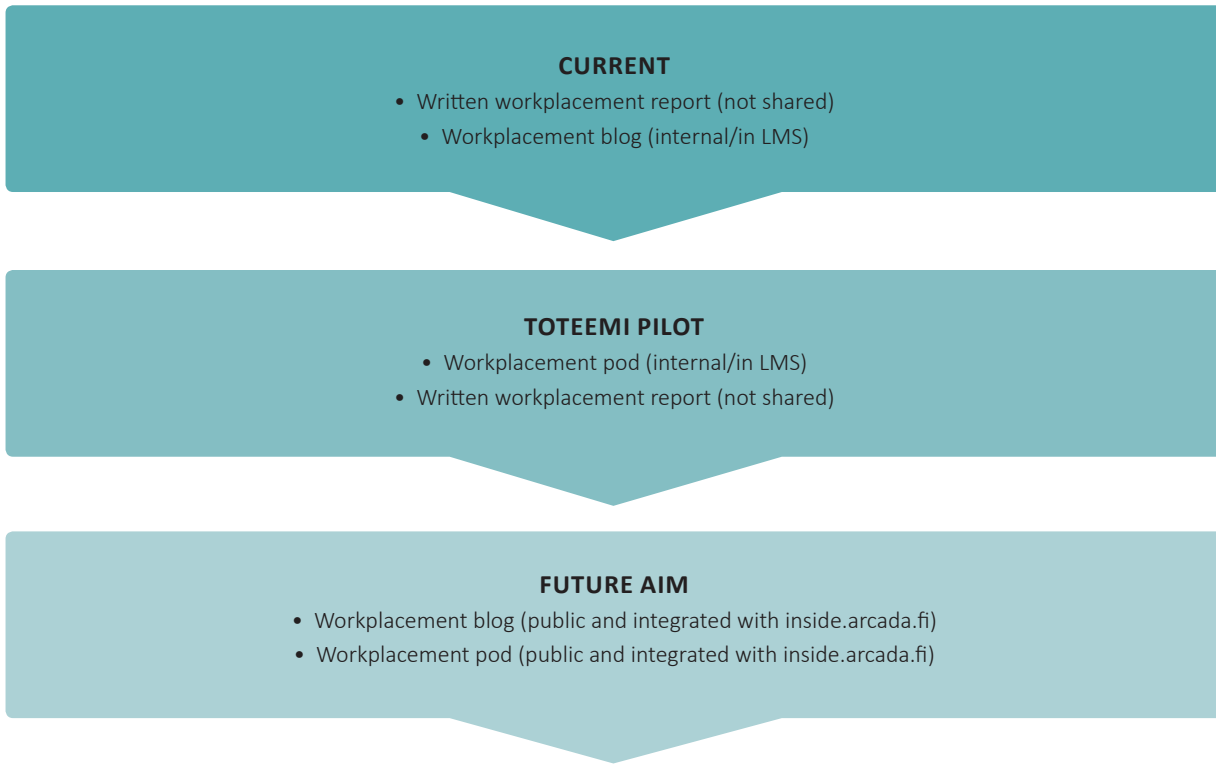 CURRENT
• Written workplacement report (not shared)
• Workplacement blog (internal/in LMS)
TOTEEMI PILOT
• Workplacement pod (internal/in LMS)
• Written workplacement report (not shared)
FUTURE AIM
• Workplacement blog (public and integrated with inside.arcada.fi)
• Workplacement pod (public and integrated with inside.arcada.fi)